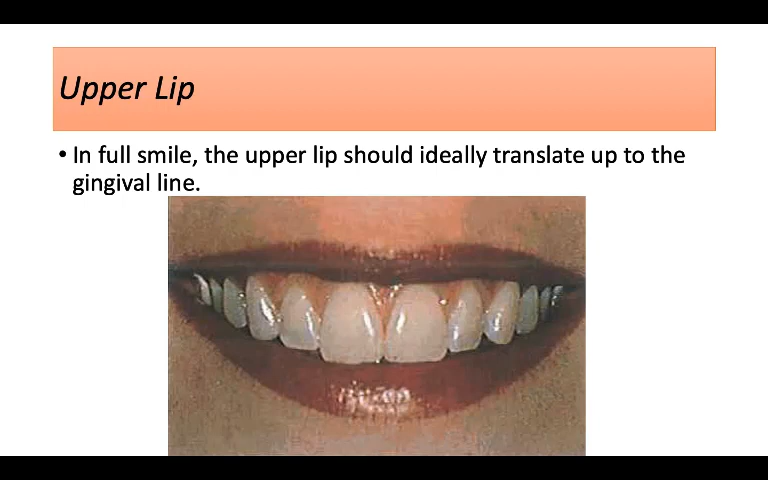 Upper Lip
• In full smile, the upper lip should ideally translate up to the
gingival line.